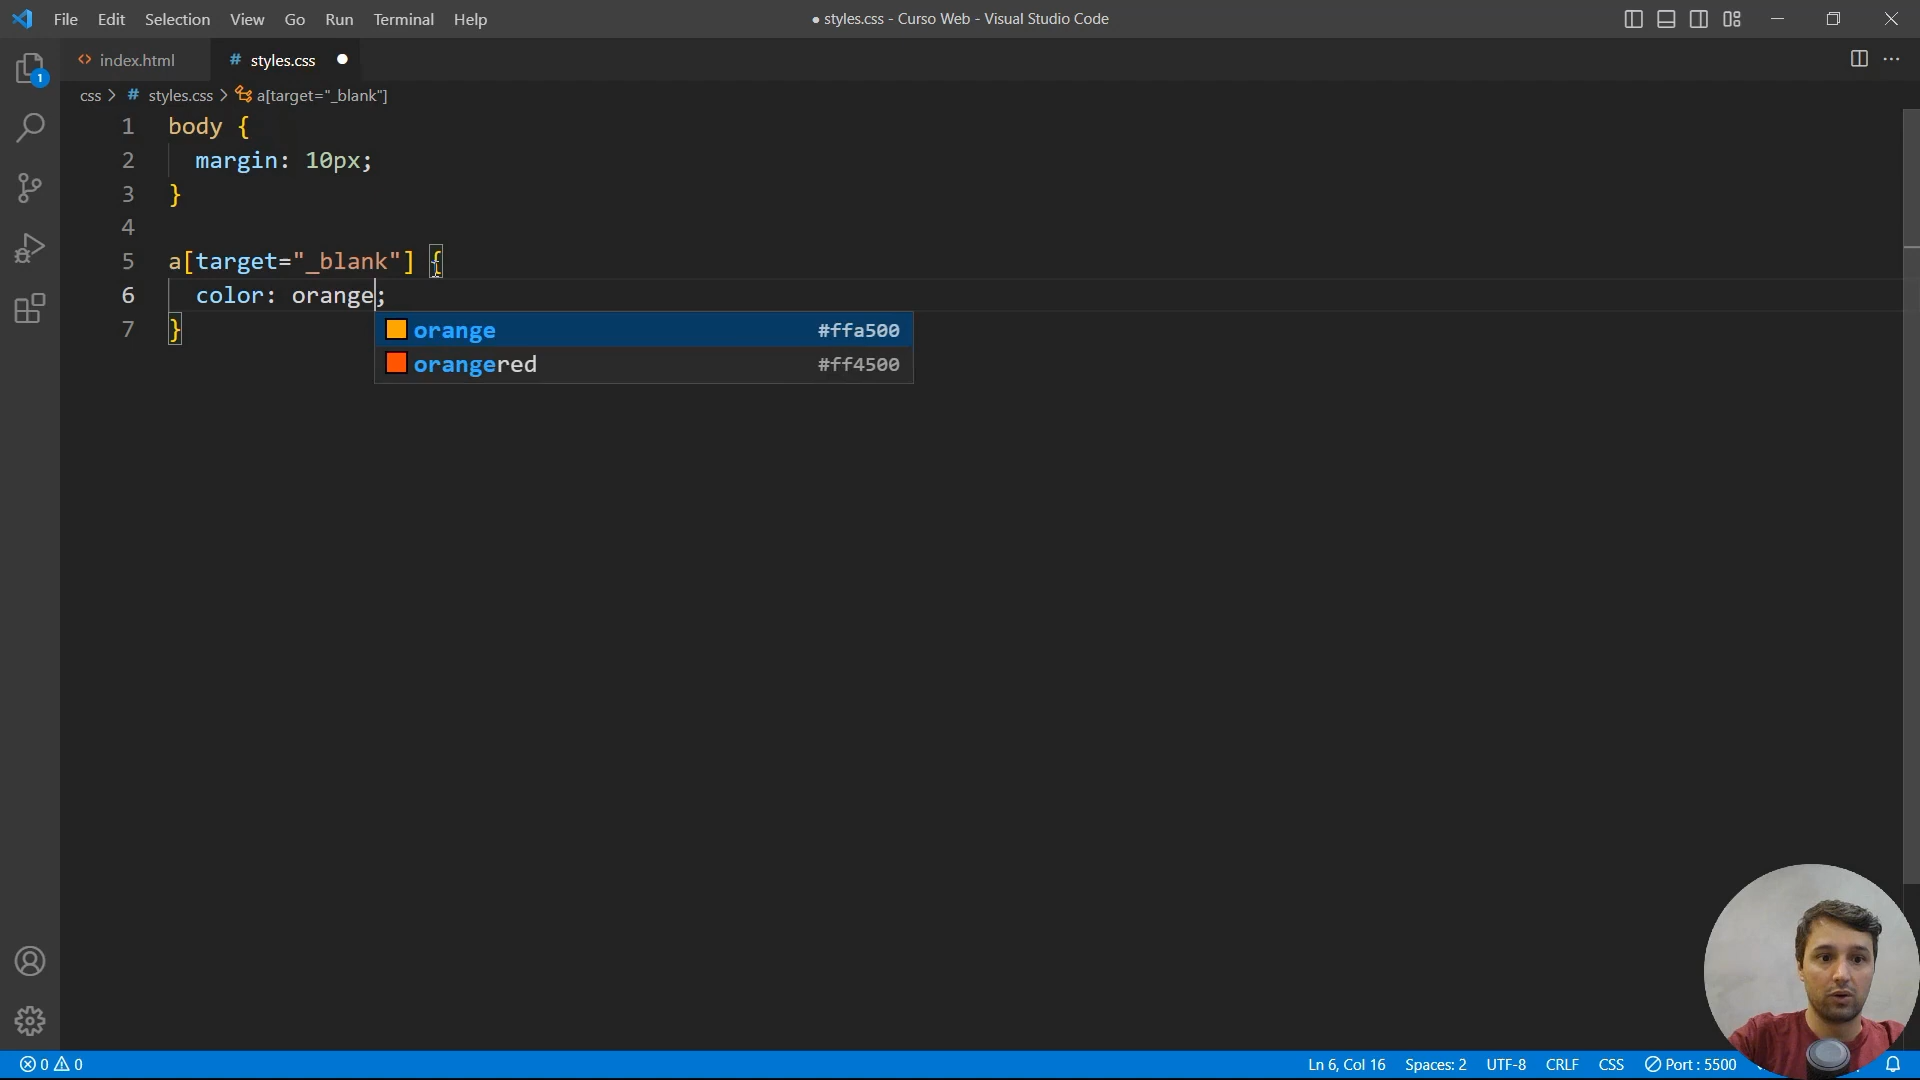 File Edit Selection View Go Run Terminal Help
● styles.css - Curso Web - Visual Studio Code
1
<> index.html
# styles.css ●
css > # styles.css > a[target="_blank"]
1 body {
2 margin: 10px;
3 }
4
5 a[target="_blank"] {
6 color: orange;
7 }
orange #ffa500
orangered #ff4500
0 0
Ln 6, Col 16 Spaces: 2 UTF-8 CRLF CSS Port : 5500